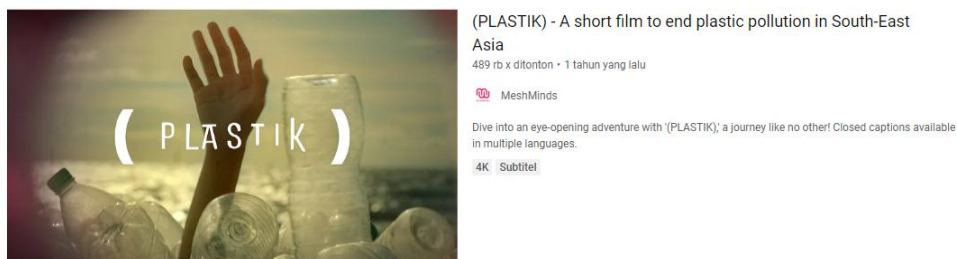 ( PLASTIK )
(PLASTIK) - A short film to end plastic pollution in South-East
Asia
489 rb x ditonton • 1 tahun yang lalu
MeshMinds
Dive into an eye-opening adventure with '(PLASTIK),' a journey like no other! Closed captions available
in multiple languages.
4K Subtitel